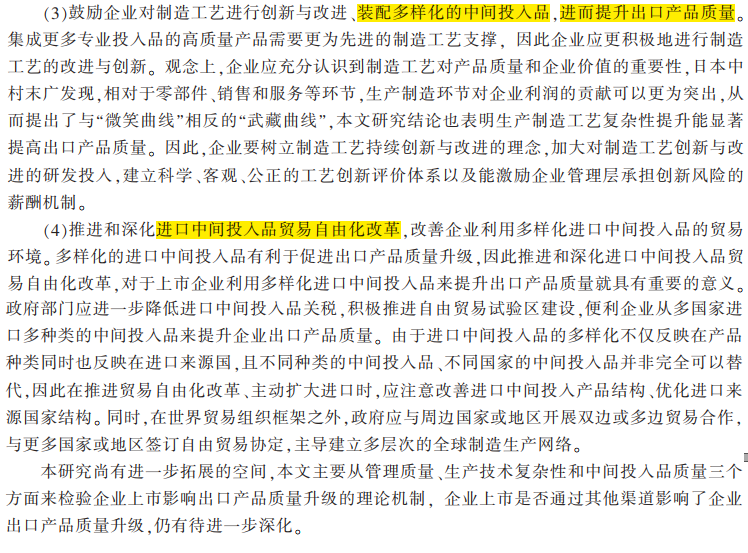 (3)鼓励企业对制造工艺进行创新与改进、装配多样化的中间投入品,进而提升出口产品质量。
集成更多专业投入品的高质量产品需要更为先进的制造工艺支撑，因此企业应更积极地进行制造
工艺的改进与创新。观念上,企业应充分认识到制造工艺对产品质量和企业价值的重要性,日本中
村末广发现,相对于零部件、销售和服务等环节,生产制造环节对企业利润的贡献可以更为突出,从
而提出了与“微笑曲线”相反的“武藏曲线”,本文研究结论也表明生产制造工艺复杂性提升能显著
提高出口产品质量。因此,企业要树立制造工艺持续创新与改进的理念,加大对制造工艺创新与改
进的研发投入,建立科学、客观、公正的工艺创新评价体系以及能激励企业管理层承担创新风险的
薪酬机制。
(4)推进和深化进口中间投入品贸易自由化改革,改善企业利用多样化进口中间投入品的贸易
环境。多样化的进口中间投入品有利于促进出口产品质量升级,因此推进和深化进口中间投入品贸
易自由化改革,对于上市企业利用多样化进口中间投入品来提升出口产品质量就具有重要的意义。
政府部门应进一步降低进口中间投入品关税,积极推进自由贸易试验区建设,便利企业从多国家进
口多种类的中间投入品来提升企业出口产品质量。由于进口中间投入品的多样化不仅反映在产品
种类同时也反映在进口来源国,且不同种类的中间投入品、不同国家的中间投入品并非完全可以替
代,因此在推进贸易自由化改革、主动扩大进口时,应注意改善进口中间投入产品结构、优化进口来
源国家结构。同时,在世界贸易组织框架之外,政府应与周边国家或地区开展双边或多边贸易合作,
与更多国家或地区签订自由贸易协定,主导建立多层次的全球制造生产网络。
本研究尚有进一步拓展的空间,本文主要从管理质量、生产技术复杂性和中间投入品质量三个
方面来检验企业上市影响出口产品质量升级的理论机制，企业上市是否通过其他渠道影响了企业
出口产品质量升级,仍有待进一步深化。